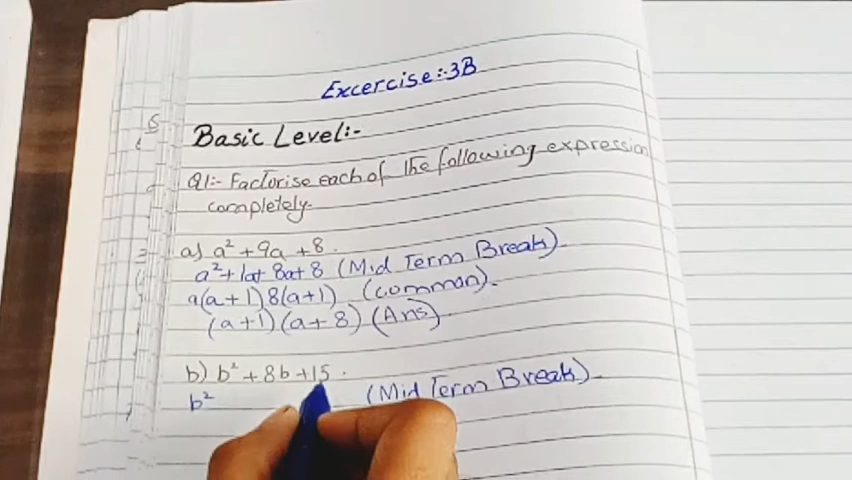 Excercise:-3B
Basic Level:-
Q1:- Factorise each of the following expression
completely.
a) a² + 9a + 8.
a² + 1a + 8a + 8 (Mid Term Break)
a(a + 1) 8(a + 1) (common).
(a + 1) (a + 8) (Ans)
b) b² + 8b + 15.
b² (Mid Term Break)